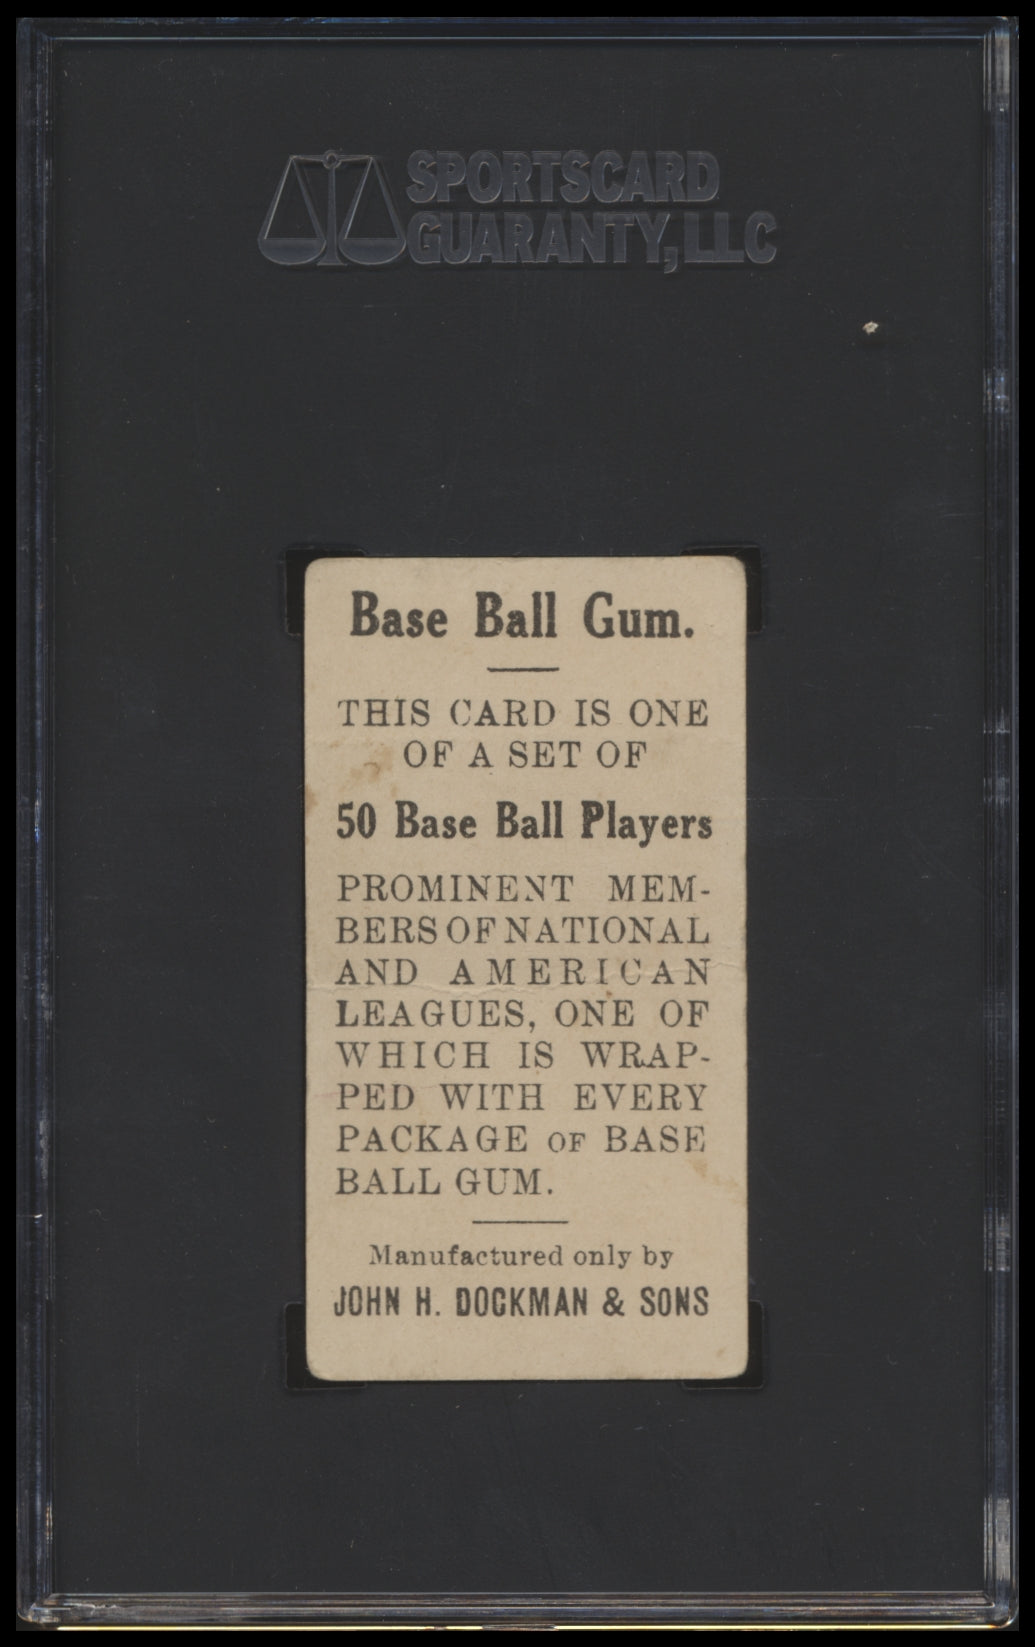 SPORTSCARD
GUARANTY, LLC
Base Ball Gum.
THIS CARD IS ONE
OF A SET OF
50 Base Ball Players
PROMINENT MEM-
BERS OF NATIONAL
AND AMERICAN
LEAGUES, ONE OF
WHICH IS WRAP-
PED WITH EVERY
PACKAGE OF BASE
BALL GUM.
Manufactured only by
JOHN H. DOCKMAN & SONS